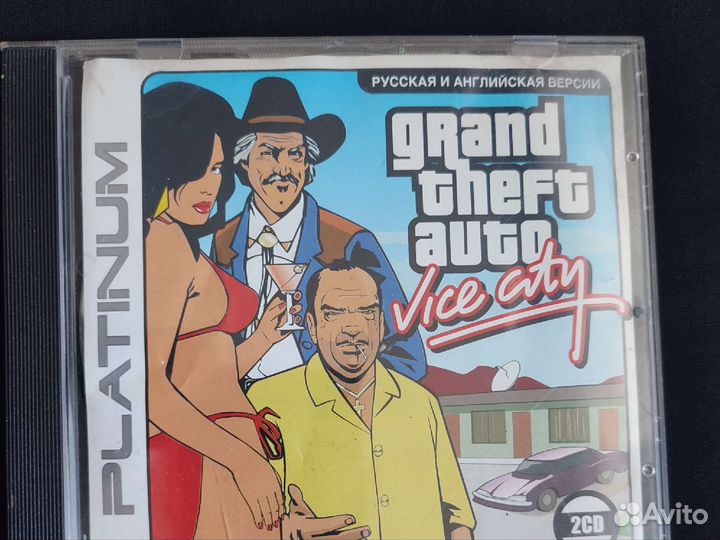 РУССКАЯ И АНГЛИЙСКАЯ ВЕРСИИ
PLATINUM
grand
theft
auto
Vice City
2CD
Avito